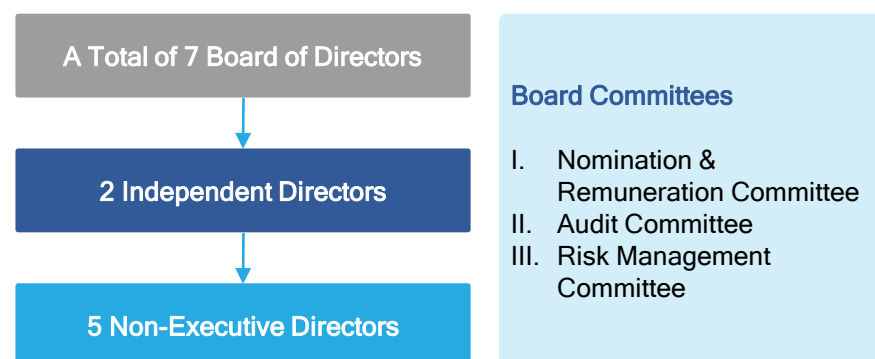 A Total of 7 Board of Directors
2 Independent Directors
5 Non-Executive Directors
Board Committees
I. Nomination &
Remuneration Committee
II. Audit Committee
III. Risk Management
Committee